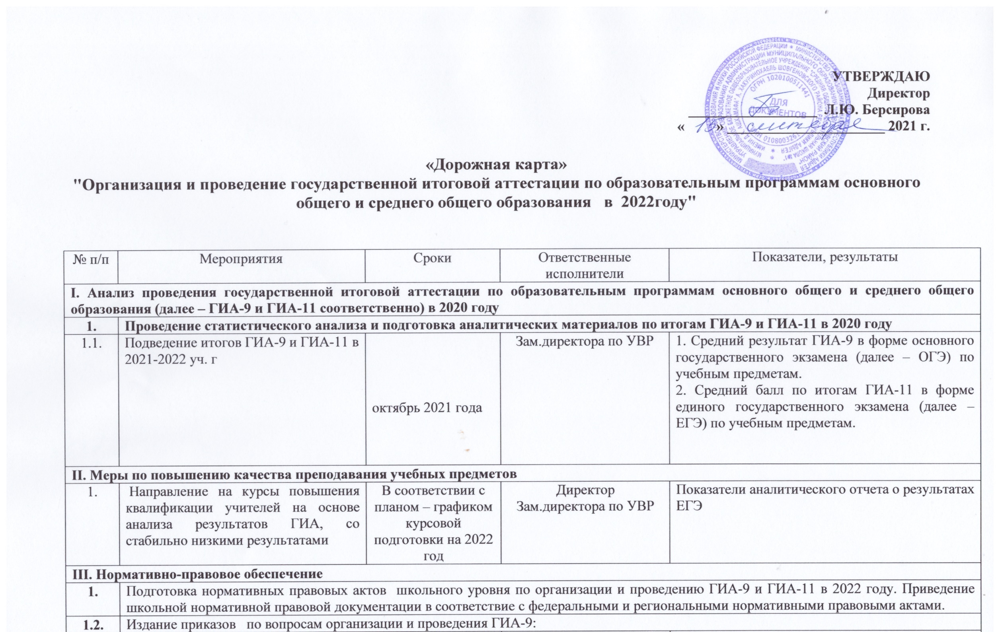 УТВЕРЖДАЮ
Директор
Л.Ю. Берсирова
« 13 » сентября 2021 г.
ОГРН 1020100511441
ДЛЯ
ДОКУМЕНТОВ
ИНН 0108003261
«Дорожная карта»
"Организация и проведение государственной итоговой аттестации по образовательным программам основного
общего и среднего общего образования в 2022году"
№ п/п Мероприятия Сроки Ответственные Показатели, результаты
исполнители
I. Анализ проведения государственной итоговой аттестации по образовательным программам основного общего и среднего общего
образования (далее – ГИА-9 и ГИА-11 соответственно) в 2020 году
1. Проведение статистического анализа и подготовка аналитических материалов по итогам ГИА-9 и ГИА-11 в 2020 году
1.1.
Подведение итогов ГИА-9 и ГИА-11 в
2021-2022 уч. г
октябрь 2021 года
Зам.директора по УВР
1. Средний результат ГИА-9 в форме основного
государственного экзамена (далее – ОГЭ) по
учебным предметам.
2. Средний балл по итогам ГИА-11 в форме
единого государственного экзамена (далее –
ЕГЭ) по учебным предметам.
II. Меры по повышению качества преподавания учебных предметов
1.
Направление на курсы повышения
квалификации учителей на основе
анализа результатов ГИА, со
стабильно низкими результатами
В соответствии с
планом – графиком
курсовой
подготовки на 2022
год
Директор
Зам.директора по УВР
Показатели аналитического отчета о результатах
ЕГЭ
III. Нормативно-правовое обеспечение
1. Подготовка нормативных правовых актов школьного уровня по организации и проведению ГИА-9 и ГИА-11 в 2022 году. Приведение
школьной нормативной правовой документации в соответствие с федеральными и региональными нормативными правовыми актами.
1.2. Издание приказов по вопросам организации и проведения ГИА-9: